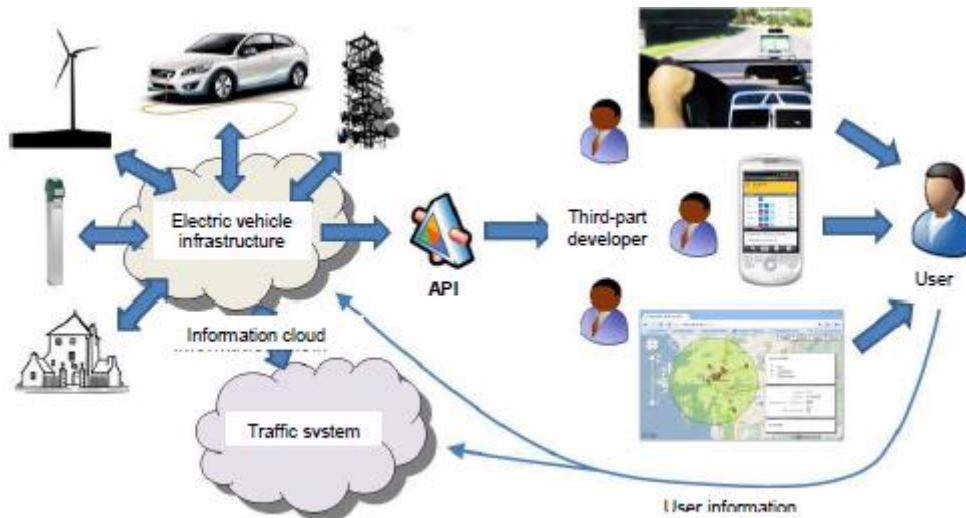 Electric vehicle
infrastructure
API
Third-part
developer
User
Information cloud
Traffic system
User information